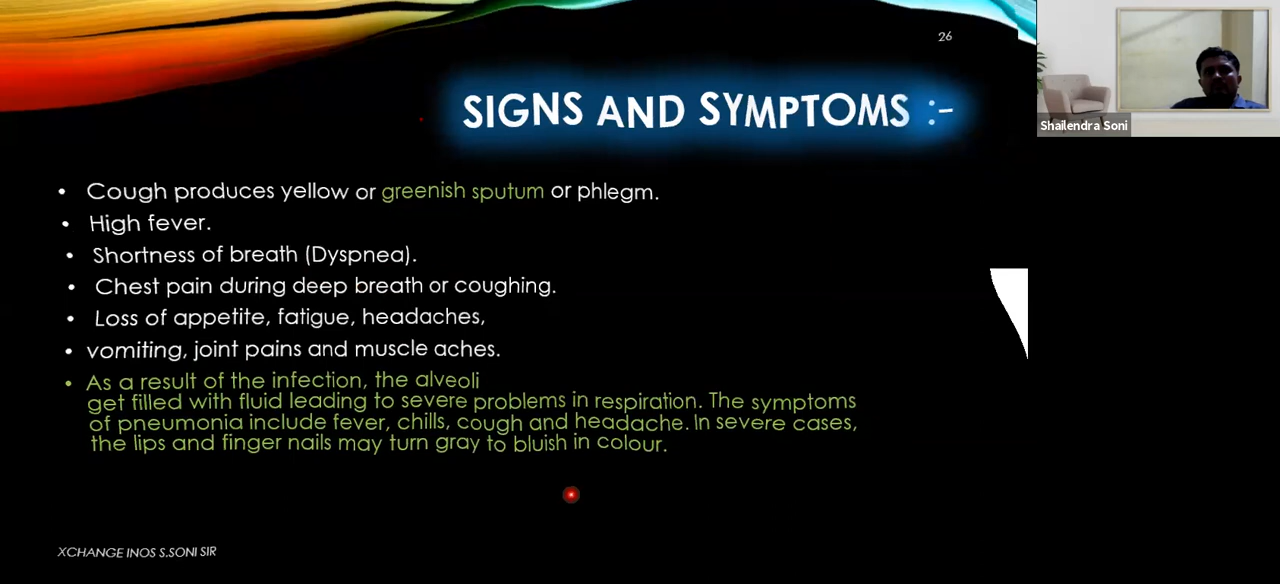 26
SIGNS AND SYMPTOMS :-
Shailendra Soni
• Cough produces yellow or greenish sputum or phlegm.
• High fever.
• Shortness of breath (Dyspnea).
• Chest pain during deep breath or coughing.
• Loss of appetite, fatigue, headaches,
• vomiting, joint pains and muscle aches.
• As a result of the infection, the alveoli
get filled with fluid leading to severe problems in respiration. The symptoms
of pneumonia include fever, chills, cough and headache. In severe cases,
the lips and finger nails may turn gray to bluish in colour.
XCHANGE INOS S.SONI SIR